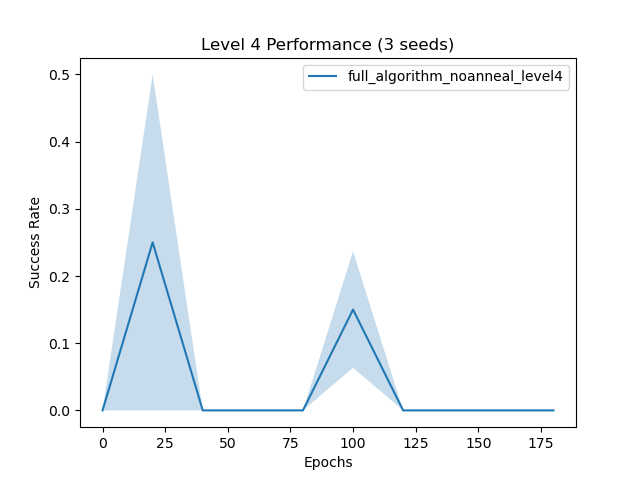 Level 4 Performance (3 seeds)
full_algorithm_noanneal_level4
Success Rate
0.5
0.4
0.3
0.2
0.1
0.0
0 25 50 75 100 125 150 175
Epochs